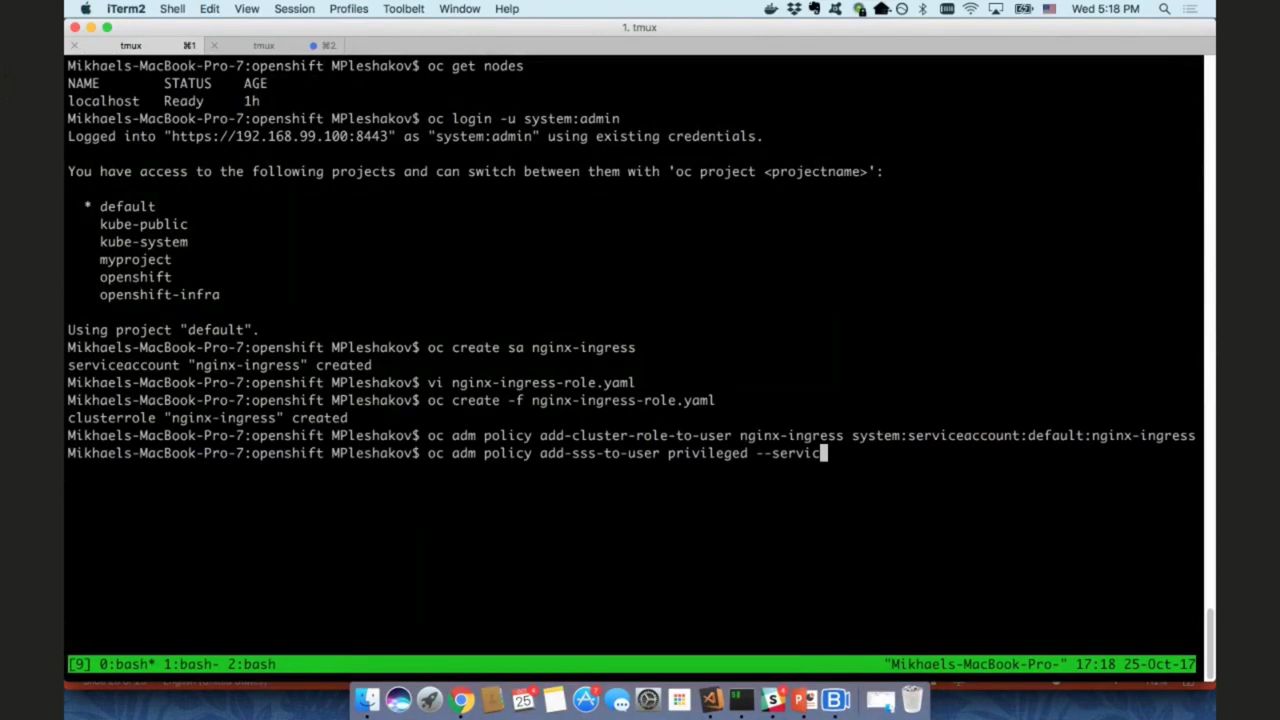 iTerm2 Shell Edit View Session Profiles Toolbelt Window Help Wed 5:18 PM
1. tmux
tmux ⌘1 tmux ⌘2
Mikhaels-MacBook-Pro-7:openshift MPleshakov$ oc get nodes
NAME STATUS AGE
localhost Ready 1h
Mikhaels-MacBook-Pro-7:openshift MPleshakov$ oc login -u system:admin
Logged into "https://192.168.99.100:8443" as "system:admin" using existing credentials.
You have access to the following projects and can switch between them with 'oc project <projectname>':
* default
kube-public
kube-system
myproject
openshift
openshift-infra
Using project "default".
Mikhaels-MacBook-Pro-7:openshift MPleshakov$ oc create sa nginx-ingress
serviceaccount "nginx-ingress" created
Mikhaels-MacBook-Pro-7:openshift MPleshakov$ vi nginx-ingress-role.yaml
Mikhaels-MacBook-Pro-7:openshift MPleshakov$ oc create -f nginx-ingress-role.yaml
clusterrole "nginx-ingress" created
Mikhaels-MacBook-Pro-7:openshift MPleshakov$ oc adm policy add-cluster-role-to-user nginx-ingress system:serviceaccount:default:nginx-ingress
Mikhaels-MacBook-Pro-7:openshift MPleshakov$ oc adm policy add-sss-to-user privileged --servic
[9] 0:bash* 1:bash- 2:bash "Mikhaels-MacBook-Pro-" 17:18 25-Oct-17